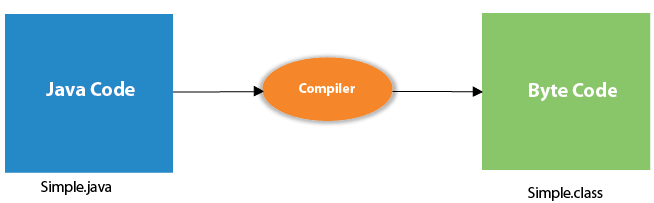 Java Code
Compiler
Byte Code
Simple.java
Simple.class